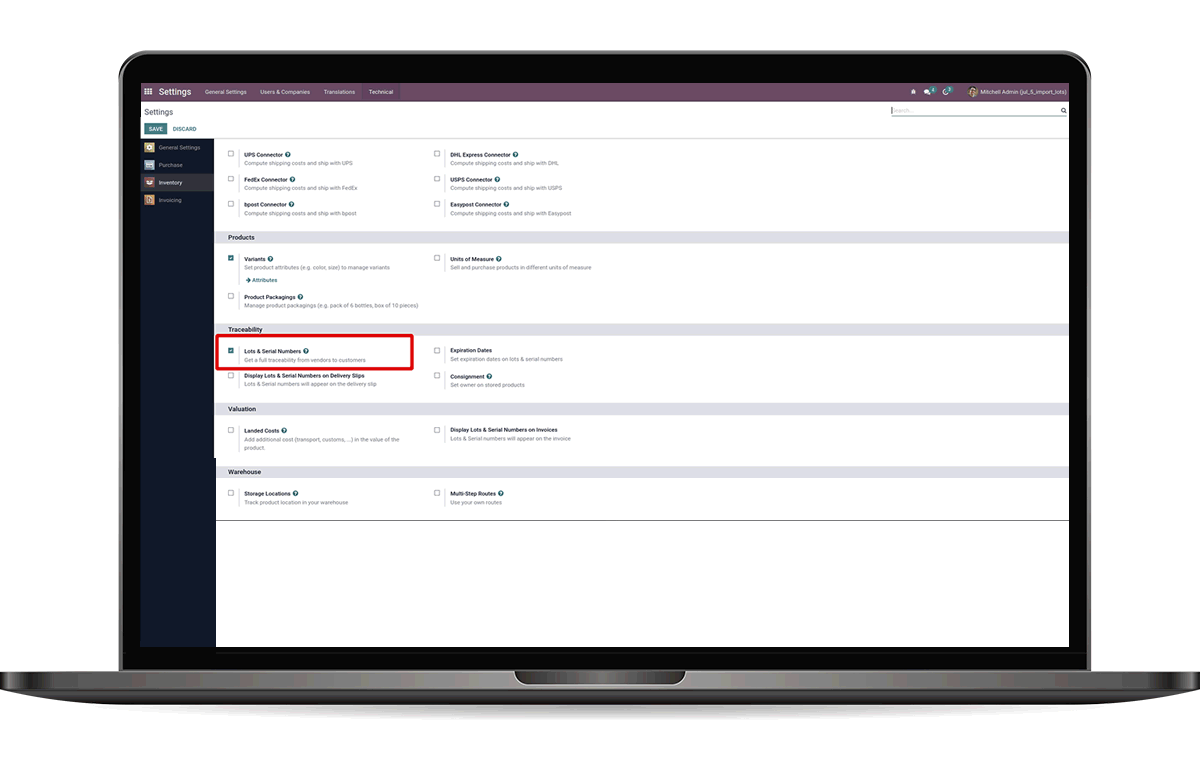 Settings General Settings Users & Companies Translations Technical 4 3 Mitchell Admin (jul_5_import_lots)
Settings Search...
SAVE DISCARD
General Settings
Purchase
Inventory
Invoicing
UPS Connector ? DHL Express Connector ?
Compute shipping costs and ship with UPS Compute shipping costs and ship with DHL
FedEx Connector ? USPS Connector ?
Compute shipping costs and ship with FedEx Compute shipping costs and ship with USPS
bpost Connector ? Easypost Connector ?
Compute shipping costs and ship with bpost Compute shipping costs and ship with Easypost
Products
Variants ? Units of Measure ?
Set product attributes (e.g. color, size) to manage variants Sell and purchase products in different units of measure
Attributes
Product Packagings ?
Manage product packagings (e.g. pack of 6 bottles, box of 10 pieces)
Traceability
Lots & Serial Numbers ? Expiration Dates
Get a full traceability from vendors to customers Set expiration dates on lots & serial numbers
Display Lots & Serial Numbers on Delivery Slips Consignment ?
Lots & Serial numbers will appear on the delivery slip Set owner on stored products
Valuation
Landed Costs ? Display Lots & Serial Numbers on Invoices
Add additional cost (transport, customs, ...) in the value of the Lots & Serial numbers will appear on the invoice
product.
Warehouse
Storage Locations ? Multi-Step Routes ?
Track product location in your warehouse Use your own routes